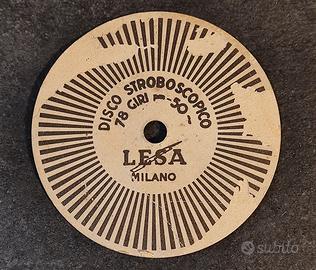 DISCO STROBOSCOPICO
78 GIRI = 50 ~
LESA
MILANO
subito